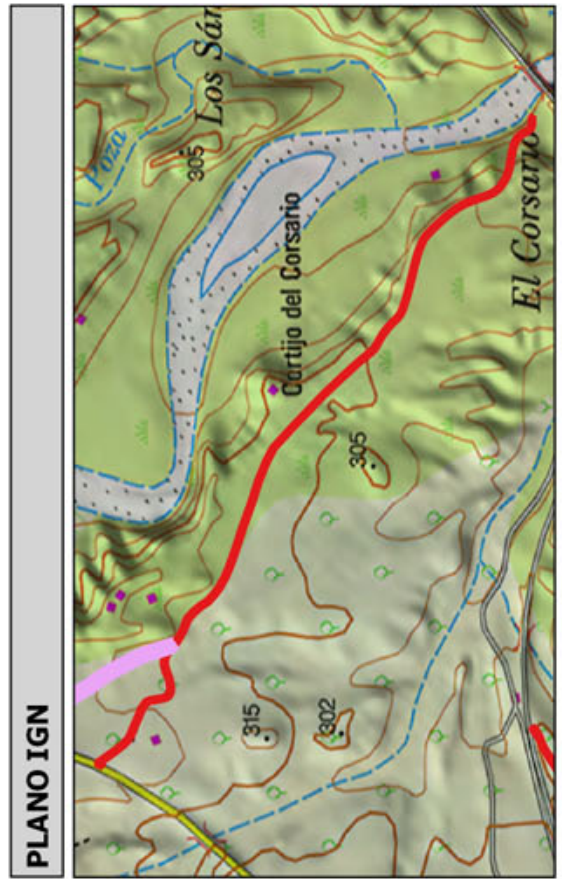 PLANO IGN
Poza
Los Sán
305
Cortijo del Corsario
El Corsario
305
315
302